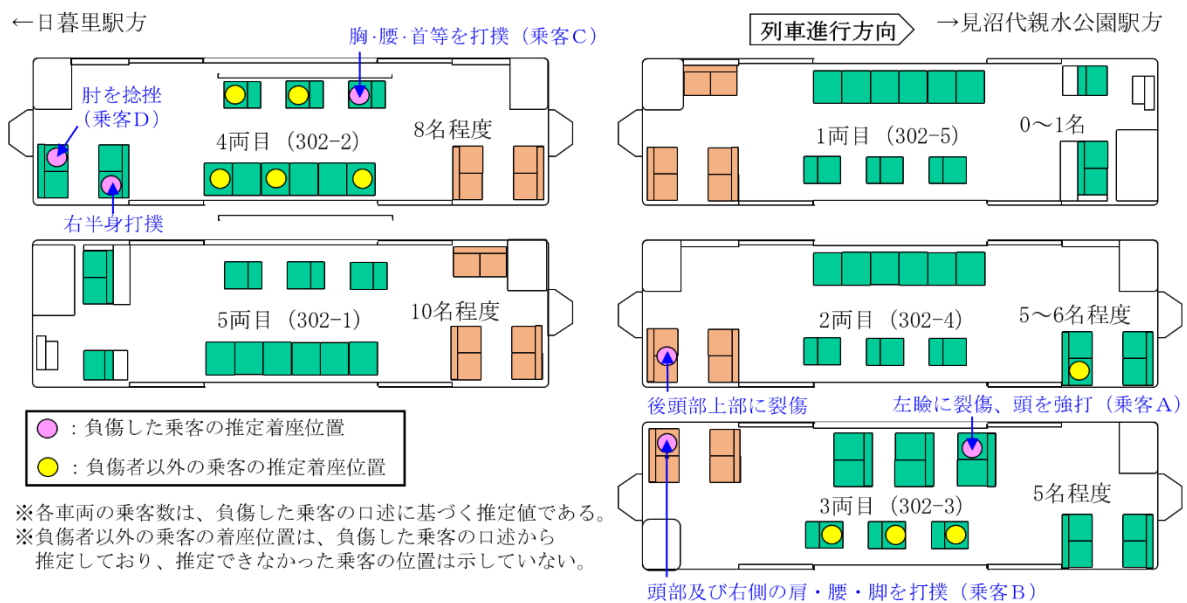 ←日暮里駅方
列車進行方向
→見沼代親水公園駅方
胸･腰･首等を打撲（乗客C）
肘を捻挫
（乗客D）
4両目（302-2）
8名程度
右半身打撲
5両目（302-1）
10名程度
1両目（302-5）
0～1名
2両目（302-4）
5～6名程度
後頭部上部に裂傷
左瞼に裂傷、頭を強打（乗客A）
3両目（302-3）
5名程度
頭部及び右側の肩・腰・脚を打撲（乗客B）
：負傷した乗客の推定着座位置
：負傷者以外の乗客の推定着座位置
※各車両の乗客数は、負傷した乗客の口述に基づく推定値である。
※負傷者以外の乗客の着座位置は、負傷した乗客の口述から
推定しており、推定できなかった乗客の位置は示していない。